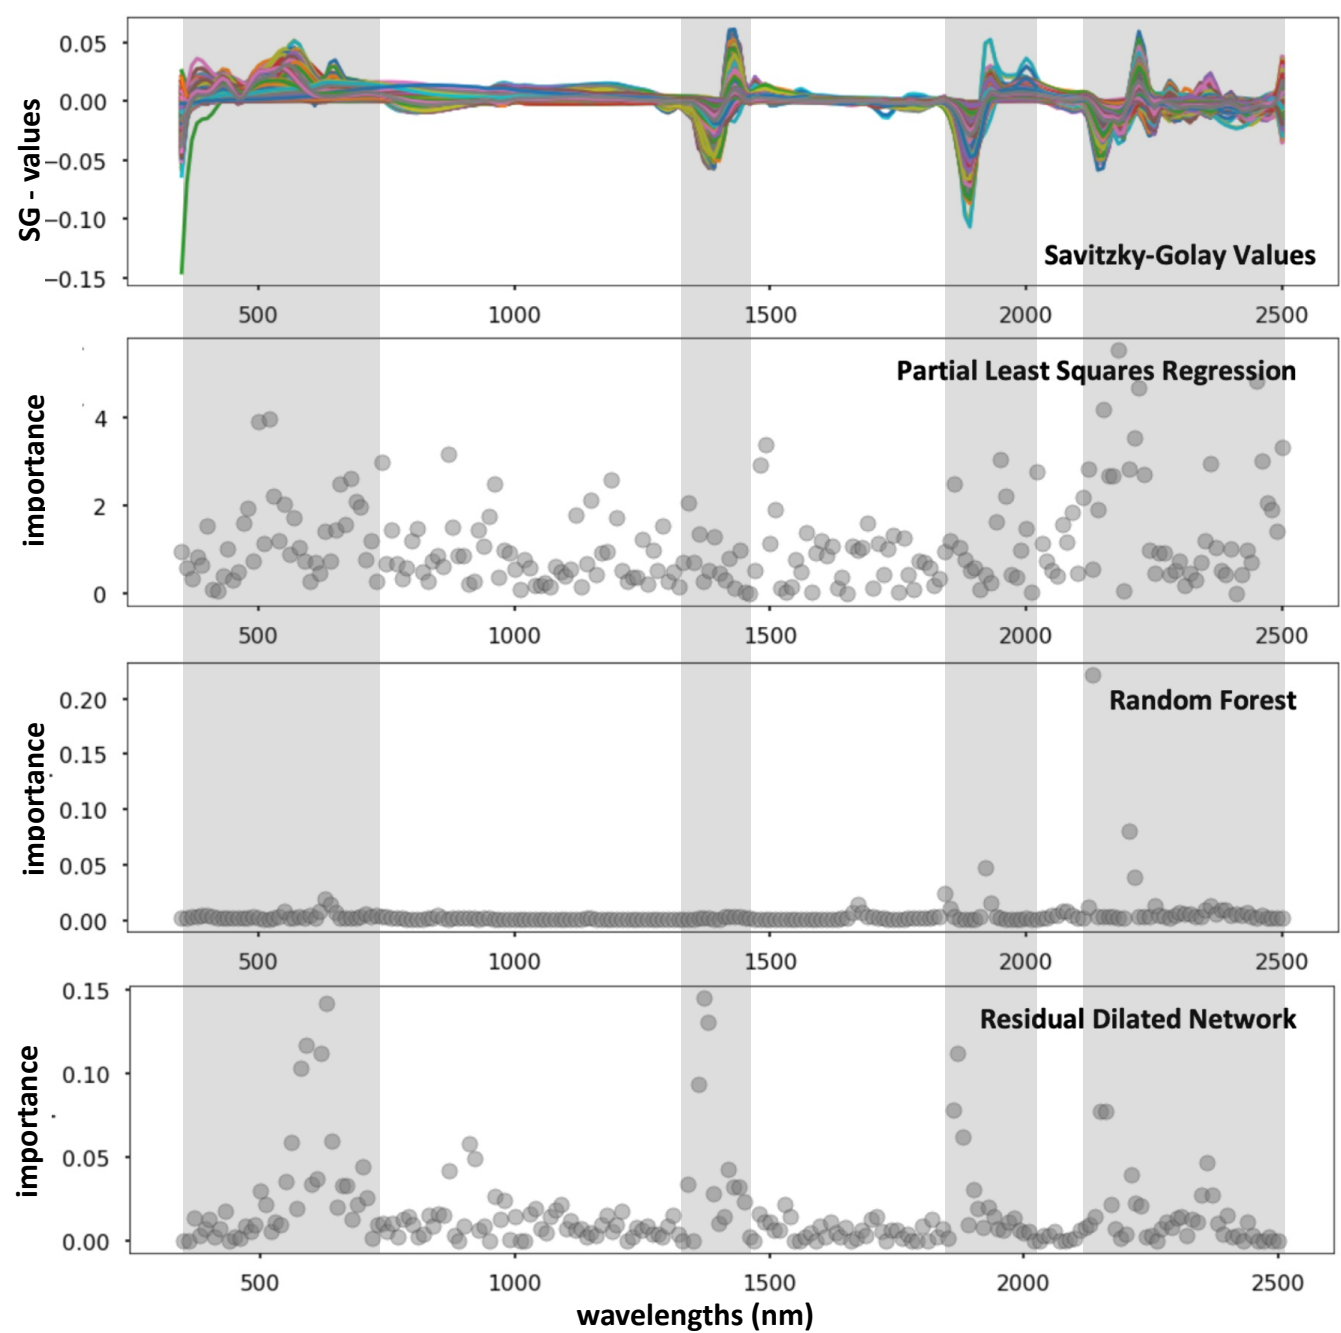 0.05
0.00
−0.05
−0.10
−0.15
SG - values
Savitzky-Golay Values
500 1000 1500 2000 2500
Partial Least Squares Regression
4
2
0
importance
500 1000 1500 2000 2500
Random Forest
0.20
0.15
0.10
0.05
0.00
importance
500 1000 1500 2000 2500
Residual Dilated Network
0.15
0.10
0.05
0.00
importance
500 1000 1500 2000 2500
wavelengths (nm)